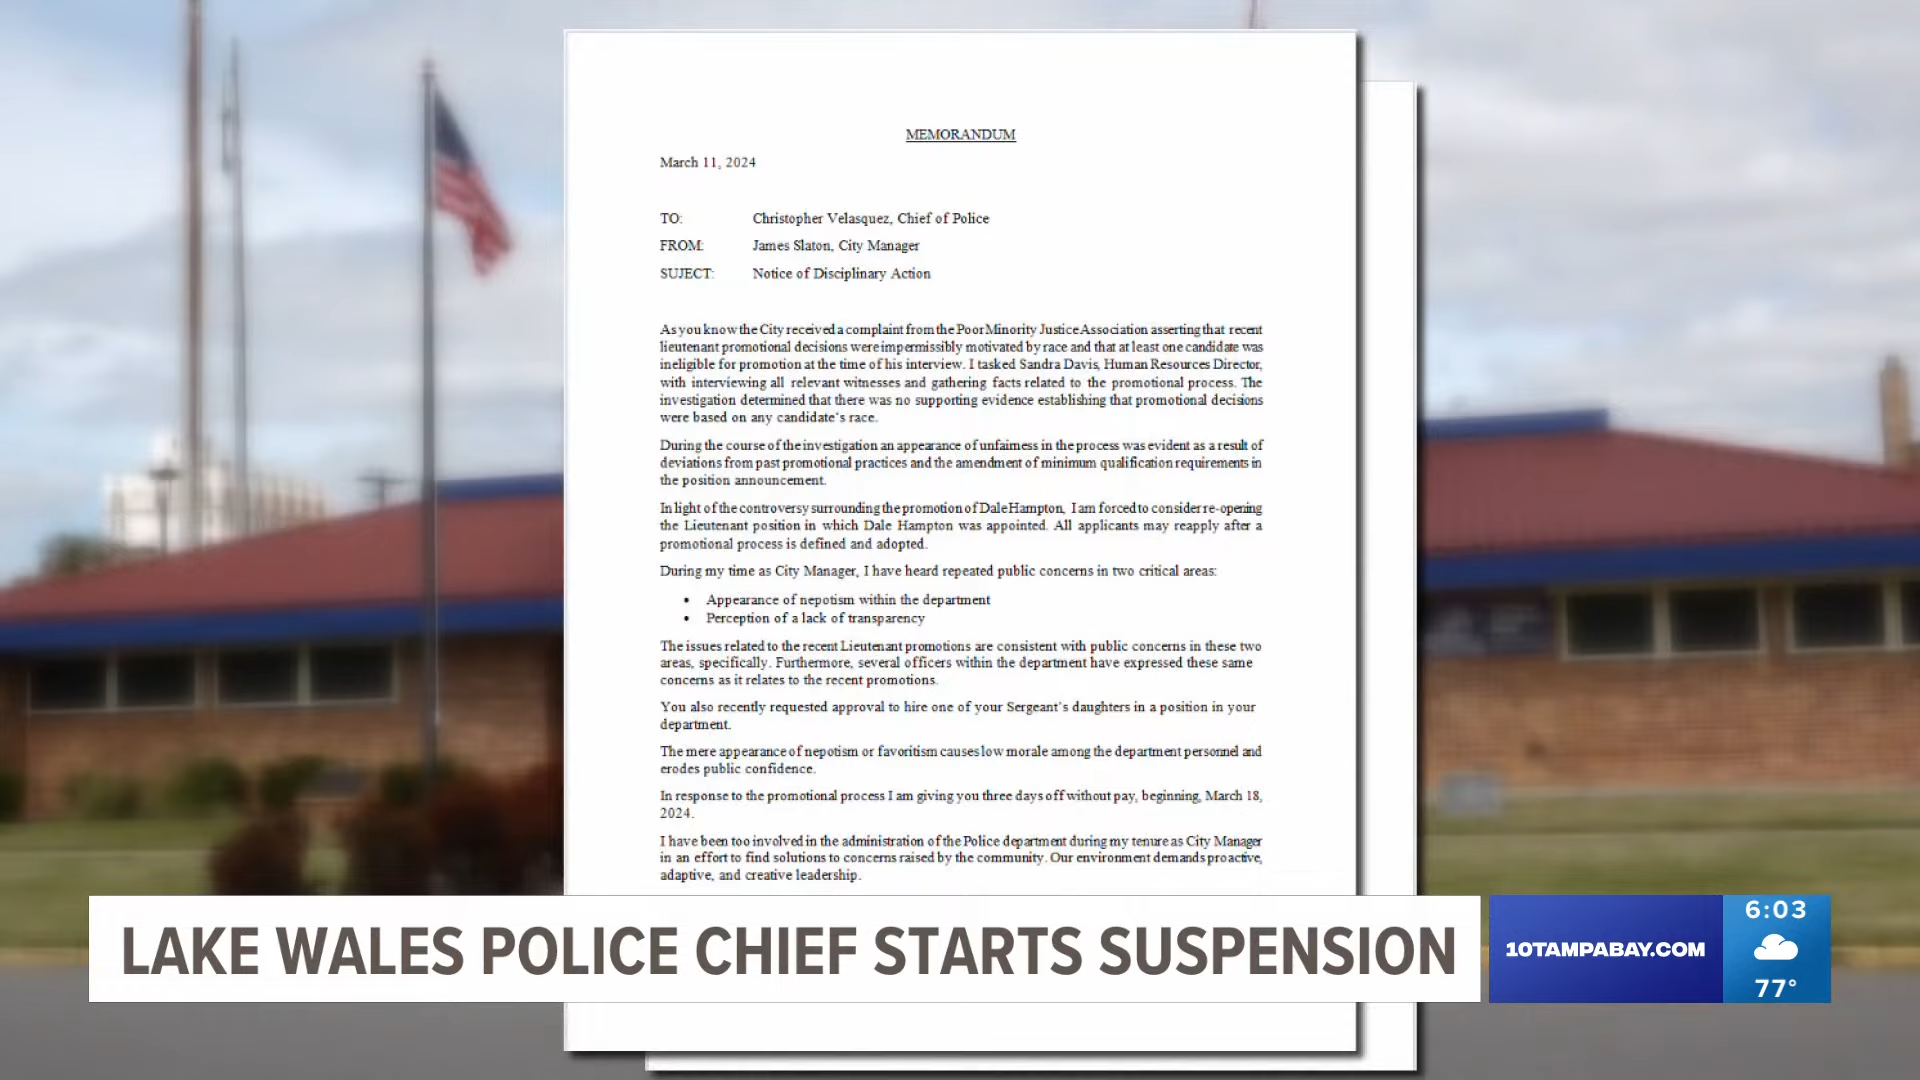 MEMORANDUM
March 11, 2024
TO: Christopher Velasquez, Chief of Police
FROM: James Slaton, City Manager
SUJECT: Notice of Disciplinary Action
As you know the City received a complaint from the Poor Minority Justice Association asserting that recent
lieutenant promotional decisions were impermissibly motivated by race and that at least one candidate was
ineligible for promotion at the time of his interview. I tasked Sandra Davis, Human Resources Director,
with interviewing all relevant witnesses and gathering facts related to the promotional process. The
investigation determined that there was no supporting evidence establishing that promotional decisions
were based on any candidate's race.
During the course of the investigation an appearance of unfairness in the process was evident as a result of
deviations from past promotional practices and the amendment of minimum qualification requirements in
the position announcement.
In light of the controversy surrounding the promotion of Dale Hampton, I am forced to consider re-opening
the Lieutenant position in which Dale Hampton was appointed. All applicants may reapply after a
promotional process is defined and adopted.
During my time as City Manager, I have heard repeated public concerns in two critical areas:
• Appearance of nepotism within the department
• Perception of a lack of transparency
The issues related to the recent Lieutenant promotions are consistent with public concerns in these two
areas, specifically. Furthermore, several officers within the department have expressed these same
concerns as it relates to the recent promotions.
You also recently requested approval to hire one of your Sergeant's daughters in a position in your
department.
The mere appearance of nepotism or favoritism causes low morale among the department personnel and
erodes public confidence.
In response to the promotional process I am giving you three days off without pay, beginning, March 18,
2024.
I have been too involved in the administration of the Police department during my tenure as City Manager
in an effort to find solutions to concerns raised by the community. Our environment demands proactive,
adaptive, and creative leadership.
LAKE WALES POLICE CHIEF STARTS SUSPENSION
10TAMPABAY.COM
6:03
77°